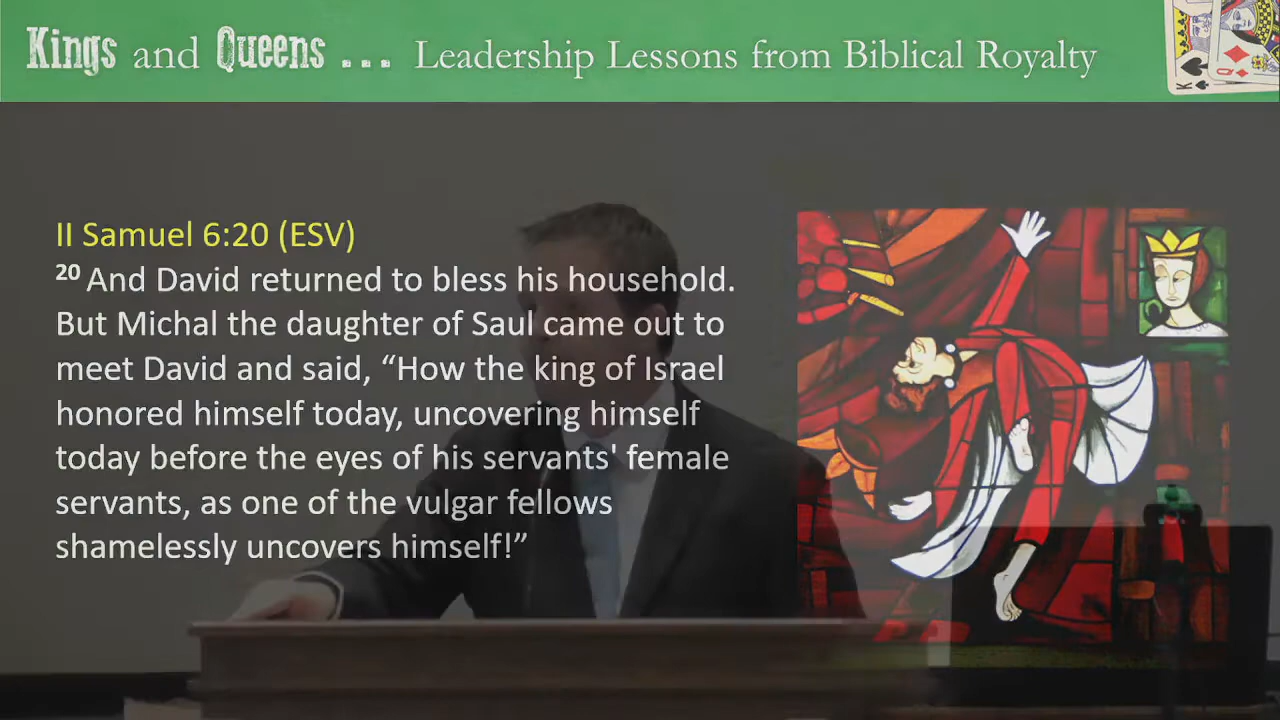 Kings and Queens ... Leadership Lessons from Biblical Royalty
K
Q
II Samuel 6:20 (ESV)
20 And David returned to bless his household.
But Michal the daughter of Saul came out to
meet David and said, “How the king of Israel
honored himself today, uncovering himself
today before the eyes of his servants' female
servants, as one of the vulgar fellows
shamelessly uncovers himself!”